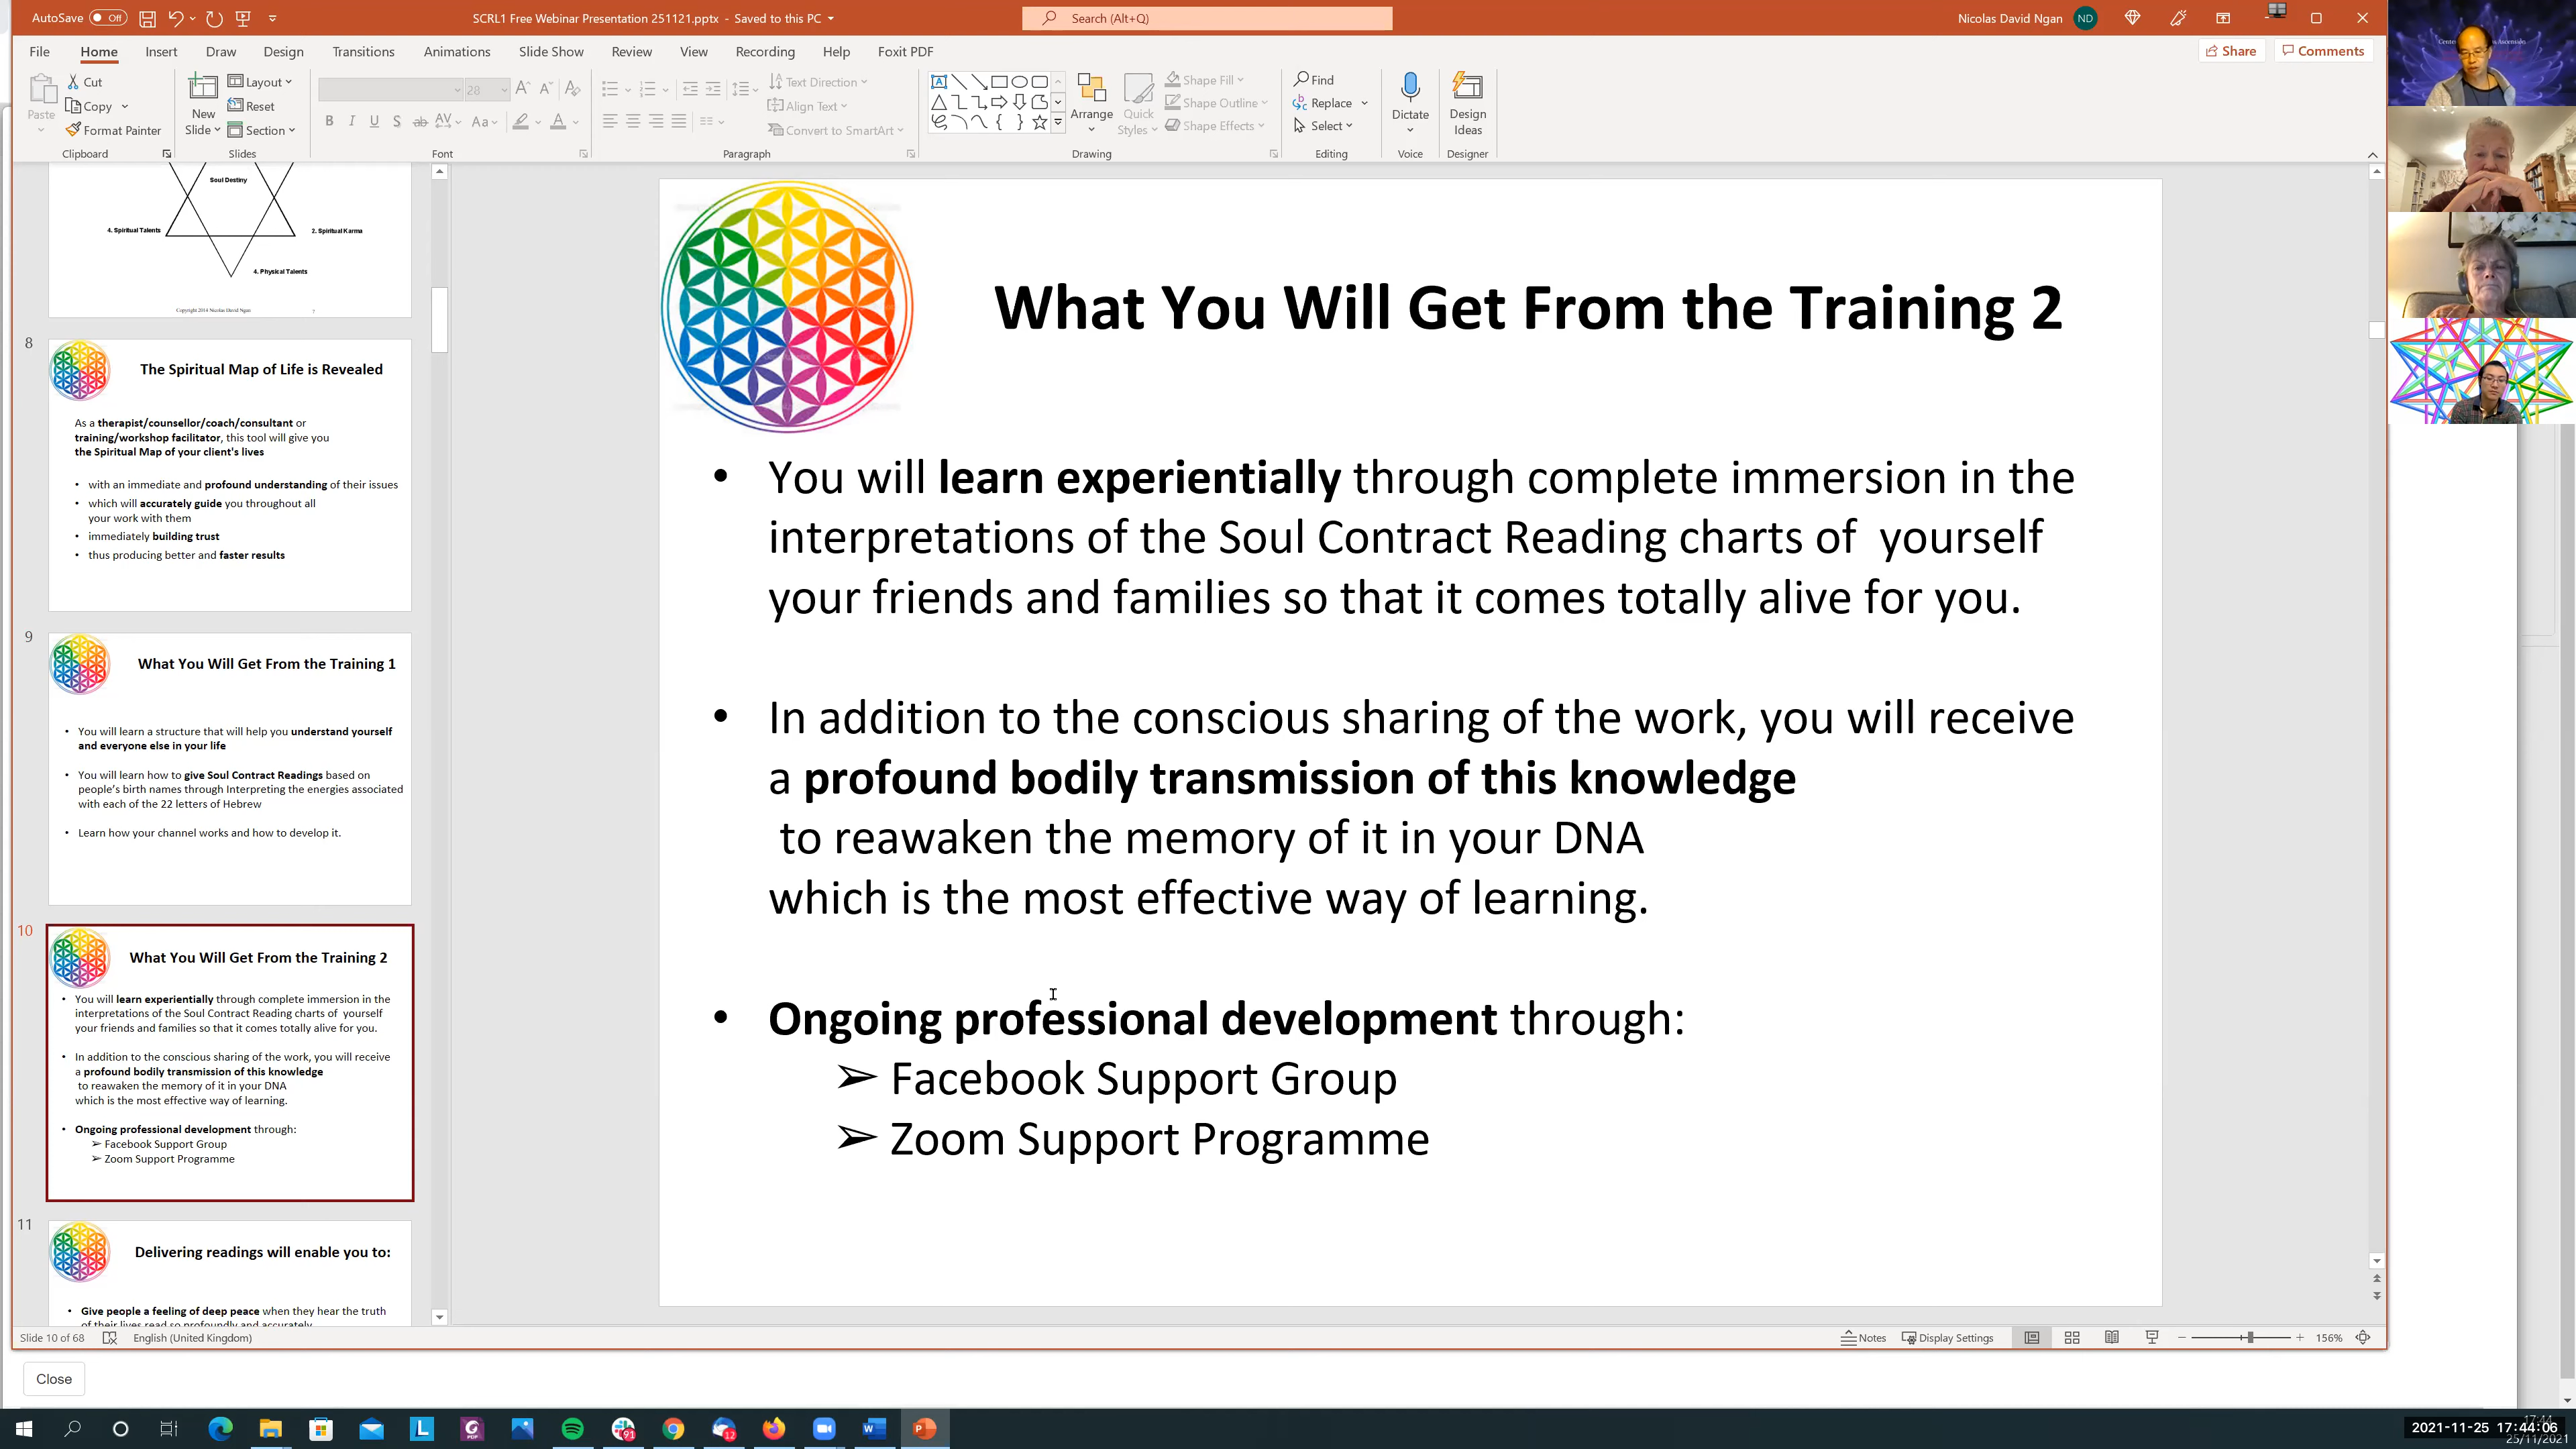 AutoSave Off
SCRL1 Free Webinar Presentation 251121.pptx - Saved to this PC
Search (Alt+Q)
Nicolas David Ngan ND
File Home Insert Draw Design Transitions Animations Slide Show Review View Recording Help Foxit PDF
Share Comments
Paste
Cut
Copy
Format Painter
Clipboard
New
Slide
Layout
Reset
Section
Slides
28
Font
Text Direction
Align Text
Convert to SmartArt
Paragraph
Arrange
Quick
Styles
Shape Fill
Shape Outline
Shape Effects
Drawing
Find
Replace
Select
Editing
Dictate
Voice
Design
Ideas
Designer
Soul Destiny
4. Spiritual Talents
2. Spiritual Karma
4. Physical Talents
Copyright 2014 Nicolas David Ngan 7
8
The Spiritual Map of Life is Revealed
As a therapist/counsellor/coach/consultant or
training/workshop facilitator, this tool will give you
the Spiritual Map of your client's lives
• with an immediate and profound understanding of their issues
• which will accurately guide you throughout all
your work with them
• immediately building trust
• thus producing better and faster results
9
What You Will Get From the Training 1
• You will learn a structure that will help you understand yourself
and everyone else in your life
• You will learn how to give Soul Contract Readings based on
people's birth names through Interpreting the energies associated
with each of the 22 letters of Hebrew
• Learn how your channel works and how to develop it.
10
What You Will Get From the Training 2
• You will learn experientially through complete immersion in the
interpretations of the Soul Contract Reading charts of yourself
your friends and families so that it comes totally alive for you.
• In addition to the conscious sharing of the work, you will receive
a profound bodily transmission of this knowledge
to reawaken the memory of it in your DNA
which is the most effective way of learning.
• Ongoing professional development through:
➢ Facebook Support Group
➢ Zoom Support Programme
11
Delivering readings will enable you to:
• Give people a feeling of deep peace when they hear the truth
of their lives read so profoundly and accurately
What You Will Get From the Training 2
• You will learn experientially through complete immersion in the
interpretations of the Soul Contract Reading charts of yourself
your friends and families so that it comes totally alive for you.
• In addition to the conscious sharing of the work, you will receive
a profound bodily transmission of this knowledge
to reawaken the memory of it in your DNA
which is the most effective way of learning.
• Ongoing professional development through:
➢ Facebook Support Group
➢ Zoom Support Programme
Slide 10 of 68 English (United Kingdom)
Notes Display Settings 156%
Close
91
12
2021-11-25 17:44:06
25/11/2021